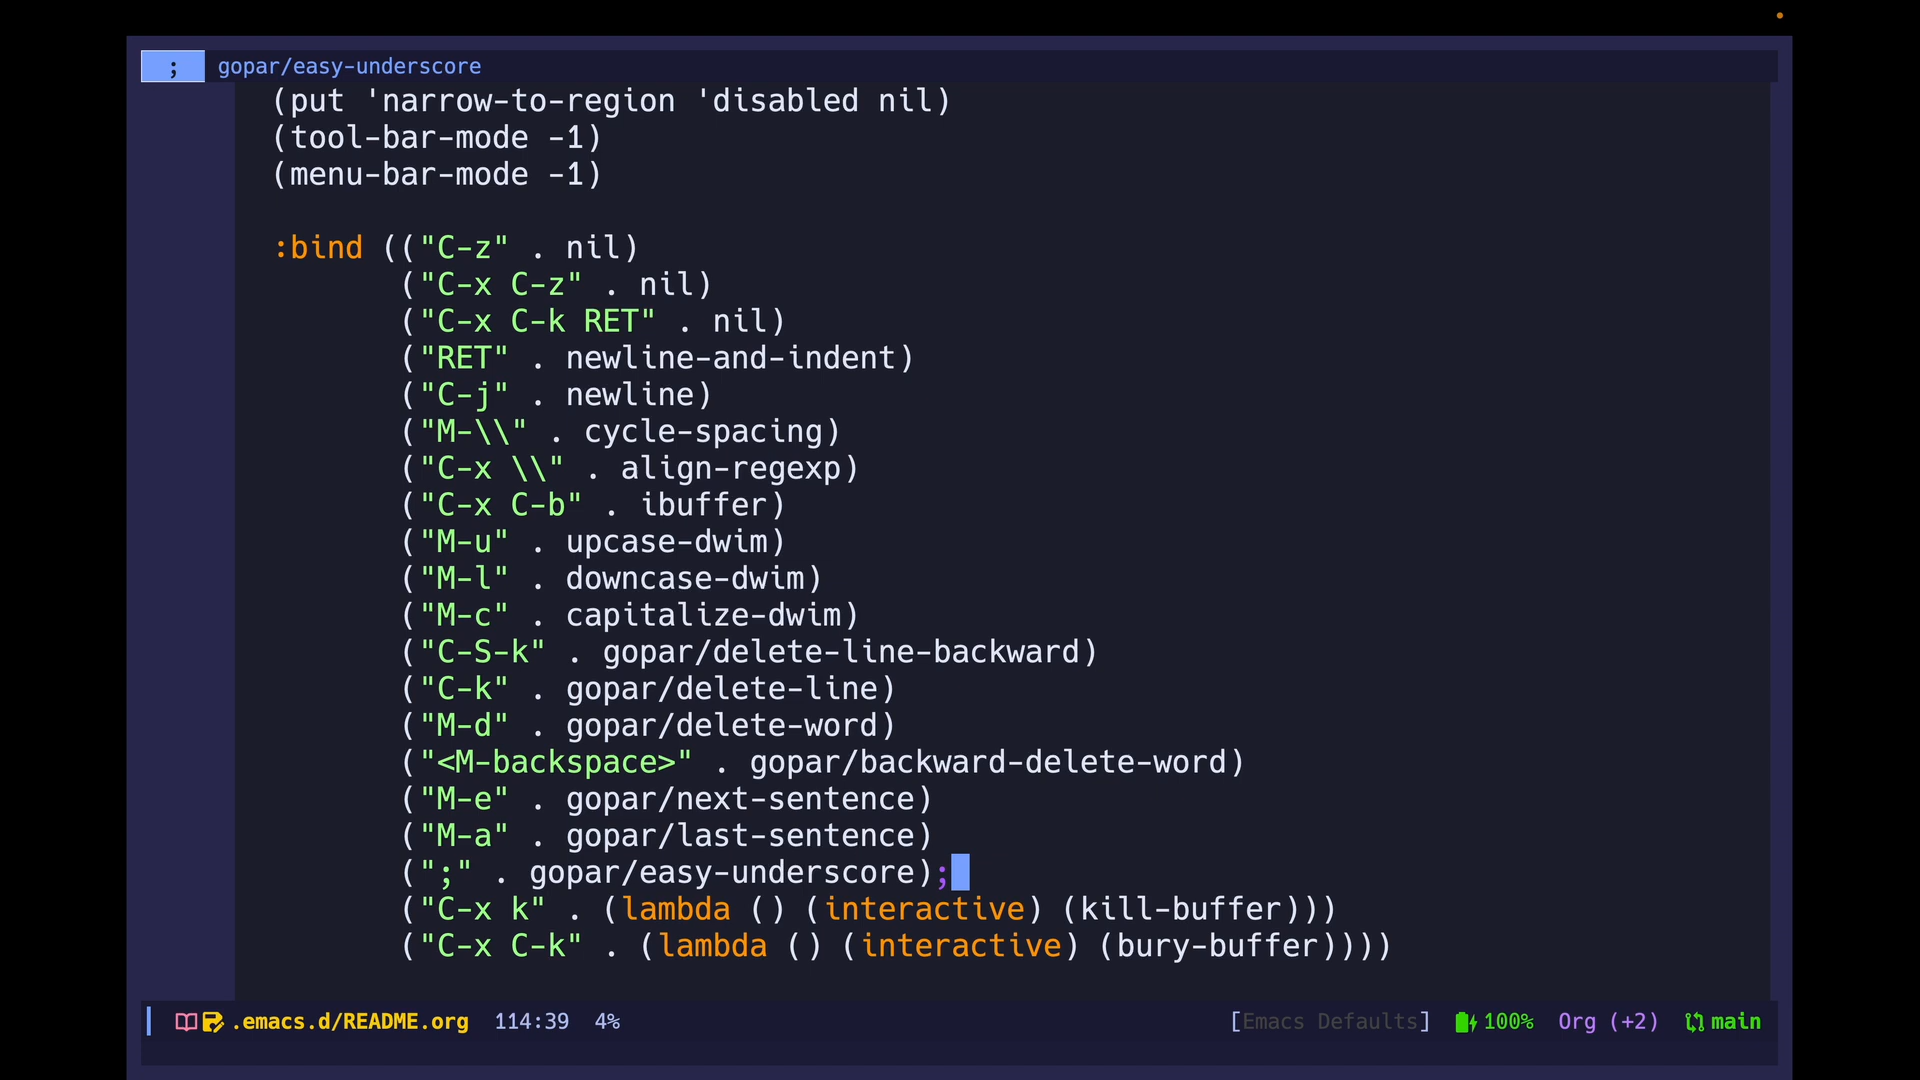 ; gopar/easy-underscore
(put 'narrow-to-region 'disabled nil)
(tool-bar-mode -1)
(menu-bar-mode -1)
:bind (("C-z" . nil)
("C-x C-z" . nil)
("C-x C-k RET" . nil)
("RET" . newline-and-indent)
("C-j" . newline)
("M-\\" . cycle-spacing)
("C-x \\" . align-regexp)
("C-x C-b" . ibuffer)
("M-u" . upcase-dwim)
("M-l" . downcase-dwim)
("M-c" . capitalize-dwim)
("C-S-k" . gopar/delete-line-backward)
("C-k" . gopar/delete-line)
("M-d" . gopar/delete-word)
("<M-backspace>" . gopar/backward-delete-word)
("M-e" . gopar/next-sentence)
("M-a" . gopar/last-sentence)
(";" . gopar/easy-underscore);
("C-x k" . (lambda () (interactive) (kill-buffer)))
("C-x C-k" . (lambda () (interactive) (bury-buffer))))
.emacs.d/README.org 114:39 4% [Emacs Defaults] 100% Org (+2) main